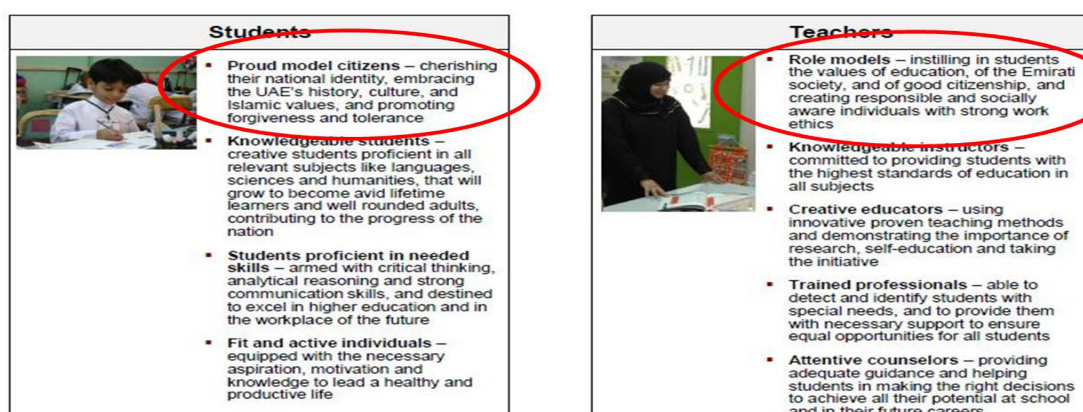 Students
Proud model citizens – cherishing
their national identity, embracing
the UAE's history, culture, and
Islamic values, and promoting
forgiveness and tolerance
Knowledgeable students –
creative students proficient in all
relevant subjects like languages,
sciences and humanities, that will
grow to become avid lifetime
learners and well rounded adults,
contributing to the progress of the
nation
Students proficient in needed
skills – armed with critical thinking,
analytical reasoning and strong
communication skills, and destined
to excel in higher education and in
the workplace of the future
Fit and active individuals –
equipped with the necessary
aspiration, motivation and
knowledge to lead a healthy and
productive life
Teachers
Role models – instilling in students
the values of education, of the Emirati
society, and of good citizenship, and
creating responsible and socially
aware individuals with strong work
ethics
Knowledgeable instructors –
committed to providing students with
the highest standards of education in
all subjects
Creative educators – using
innovative proven teaching methods
and demonstrating the importance of
research, self-education and taking
the initiative
Trained professionals – able to
detect and identify students with
special needs, and to provide them
with necessary support to ensure
equal opportunities for all students
Attentive counselors – providing
adequate guidance and helping
students in making the right decisions
to achieve all their potential at school
and in their future careers